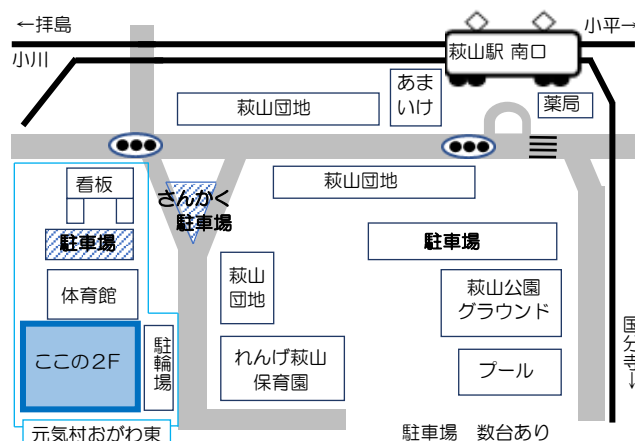 ←拝島
小平→
小川
萩山駅 南口
あま
いけ
薬局
萩山団地
看板
さんかく
駐車場
萩山団地
駐車場
駐車場
体育館
萩山
団地
萩山公園
グラウンド
ここの2F
駐輪場
れんげ萩山
保育園
プール
国分寺→
元気村おがわ東
駐車場 数台あり